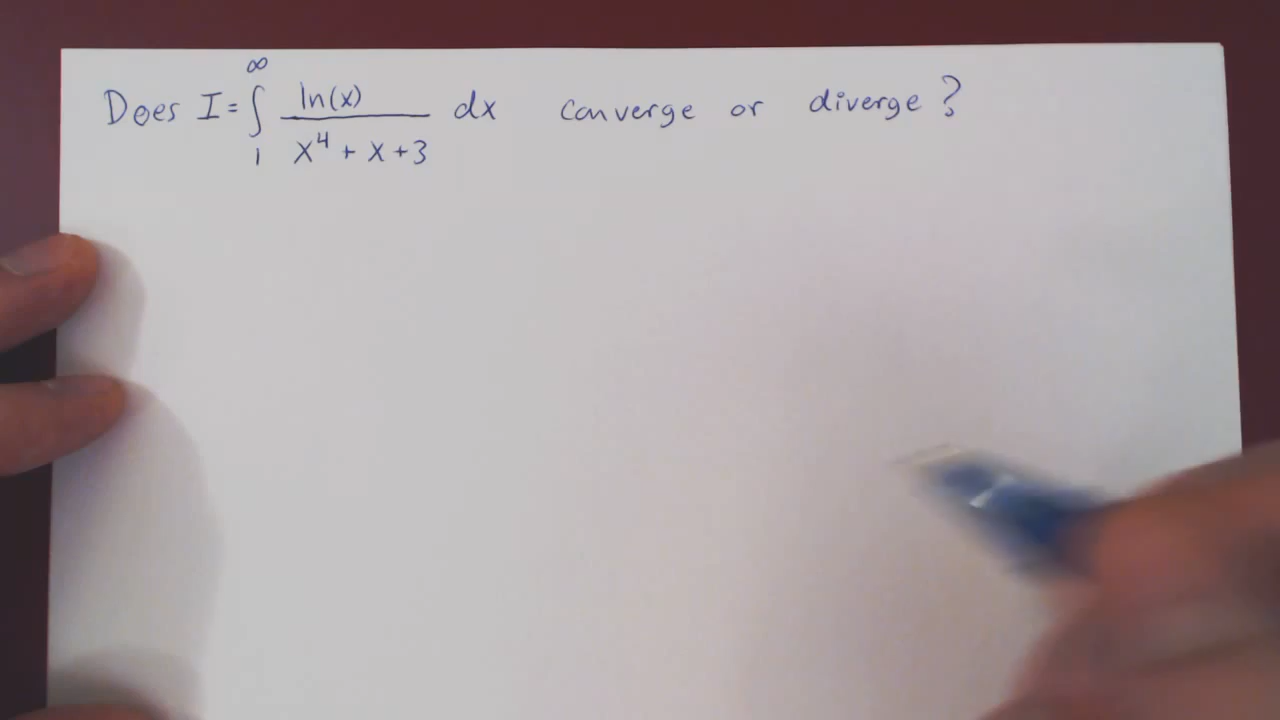 Does I = ∫₁^∞ ln(x) / (x⁴ + x + 3) dx converge or diverge?